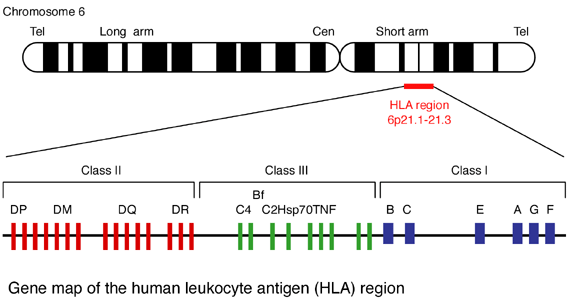 Chromosome 6
Tel Long arm Cen Short arm Tel
HLA region
6p21.1-21.3
Class II Class III Class I
Bf
DP DM DQ DR C4 C2Hsp70TNF B C E A G F
Gene map of the human leukocyte antigen (HLA) region